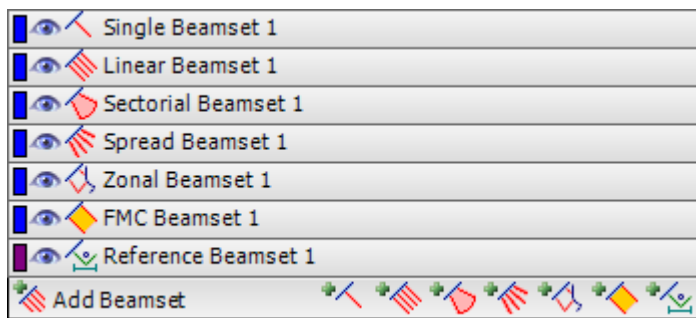 Single Beamset 1
Linear Beamset 1
Sectorial Beamset 1
Spread Beamset 1
Zonal Beamset 1
FMC Beamset 1
Reference Beamset 1
Add Beamset